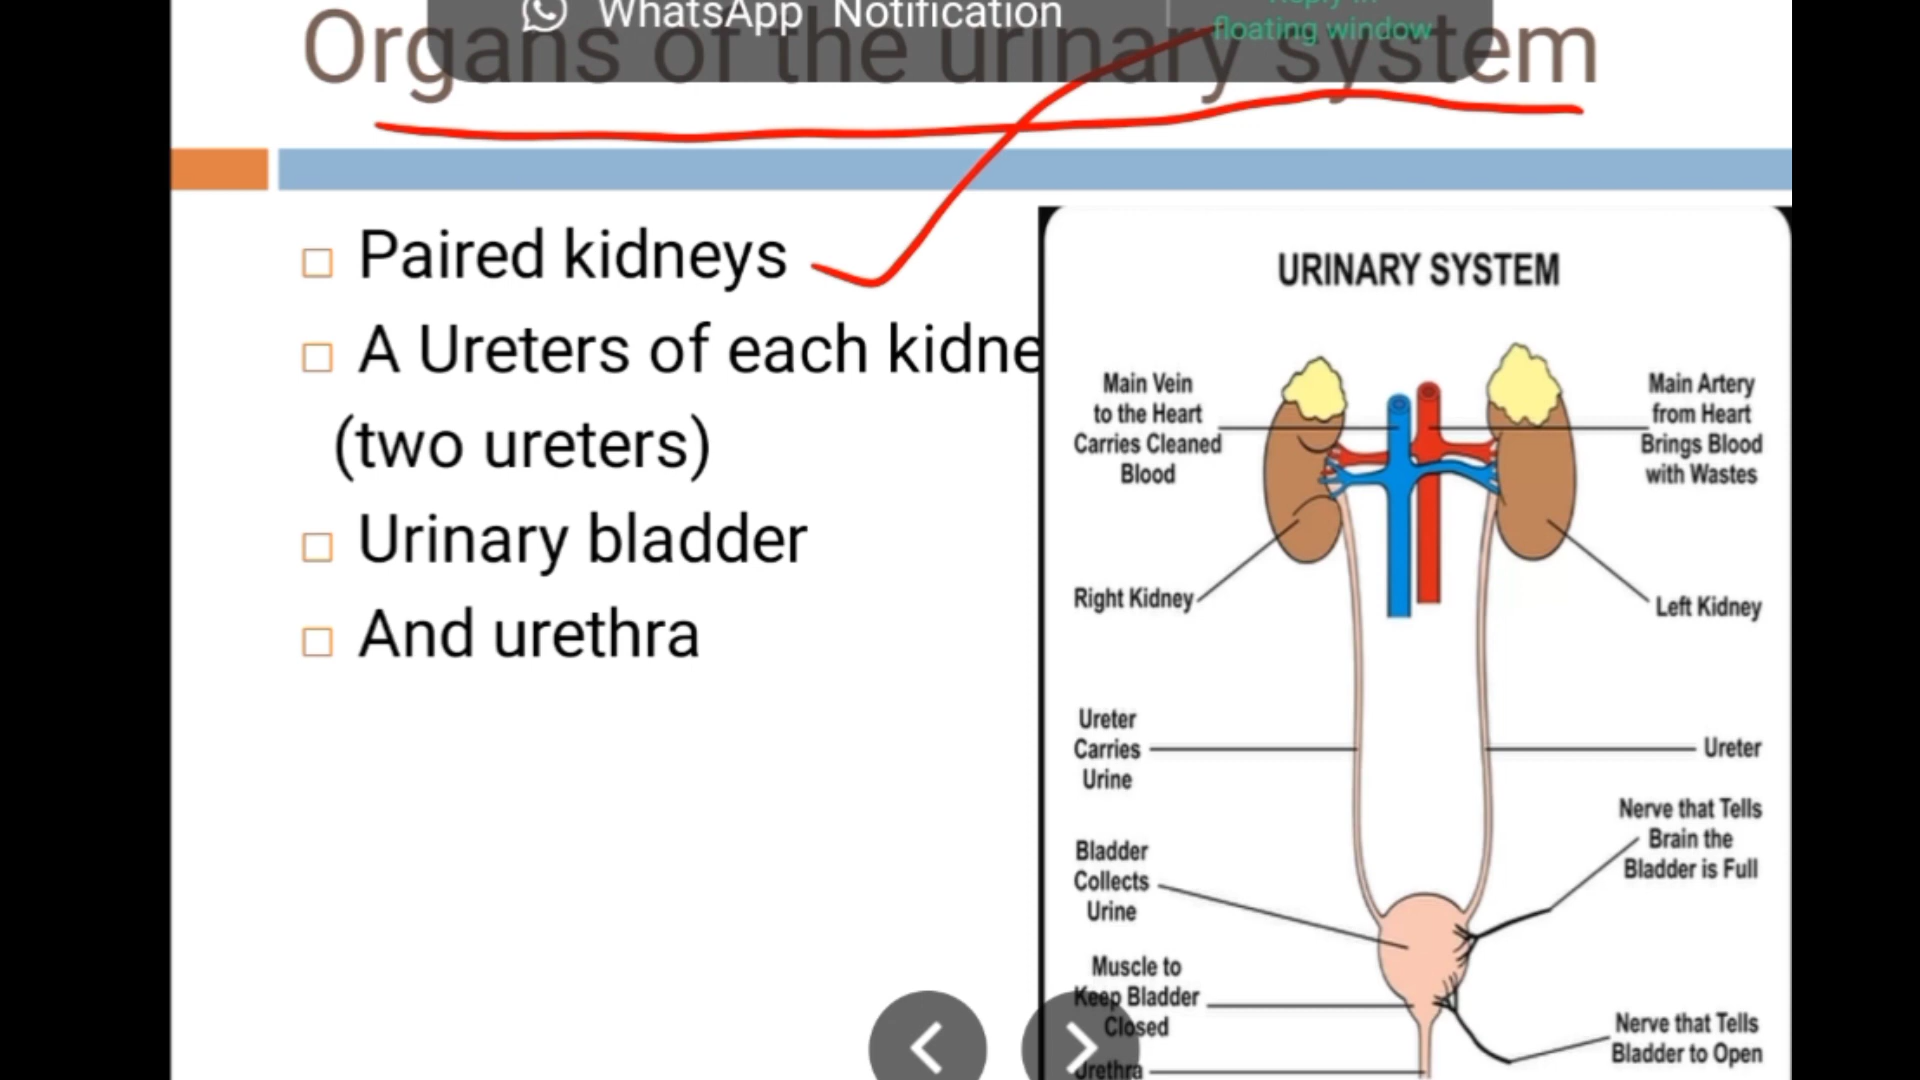 WhatsApp Notification
Reply in
floating window
Organs of the urinary system
Paired kidneys
A Ureters of each kidne
(two ureters)
Urinary bladder
And urethra
URINARY SYSTEM
Main Vein
to the Heart
Carries Cleaned
Blood
Main Artery
from Heart
Brings Blood
with Wastes
Right Kidney
Left Kidney
Ureter
Carries
Urine
Ureter
Nerve that Tells
Brain the
Bladder is Full
Bladder
Collects
Urine
Muscle to
Keep Bladder
Closed
Nerve that Tells
Bladder to Open
Urethra